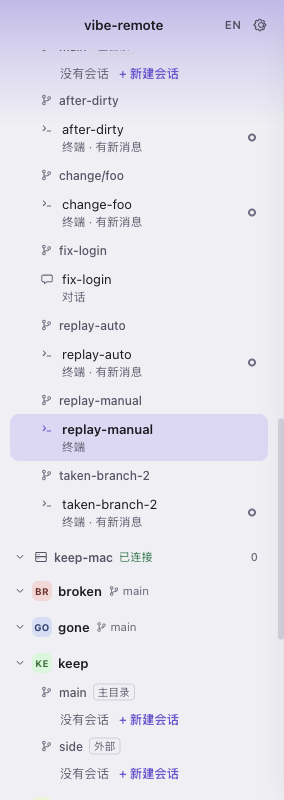 vibe-remote EN
没有会话 + 新建会话
after-dirty
after-dirty
终端 · 有新消息
change/foo
change-foo
终端 · 有新消息
fix-login
fix-login
对话
replay-auto
replay-auto
终端 · 有新消息
replay-manual
replay-manual
终端
taken-branch-2
taken-branch-2
终端 · 有新消息
keep-mac 已连接 0
BR broken main
GO gone main
KE keep
main 主目录
没有会话 + 新建会话
side 外部
没有会话 + 新建会话